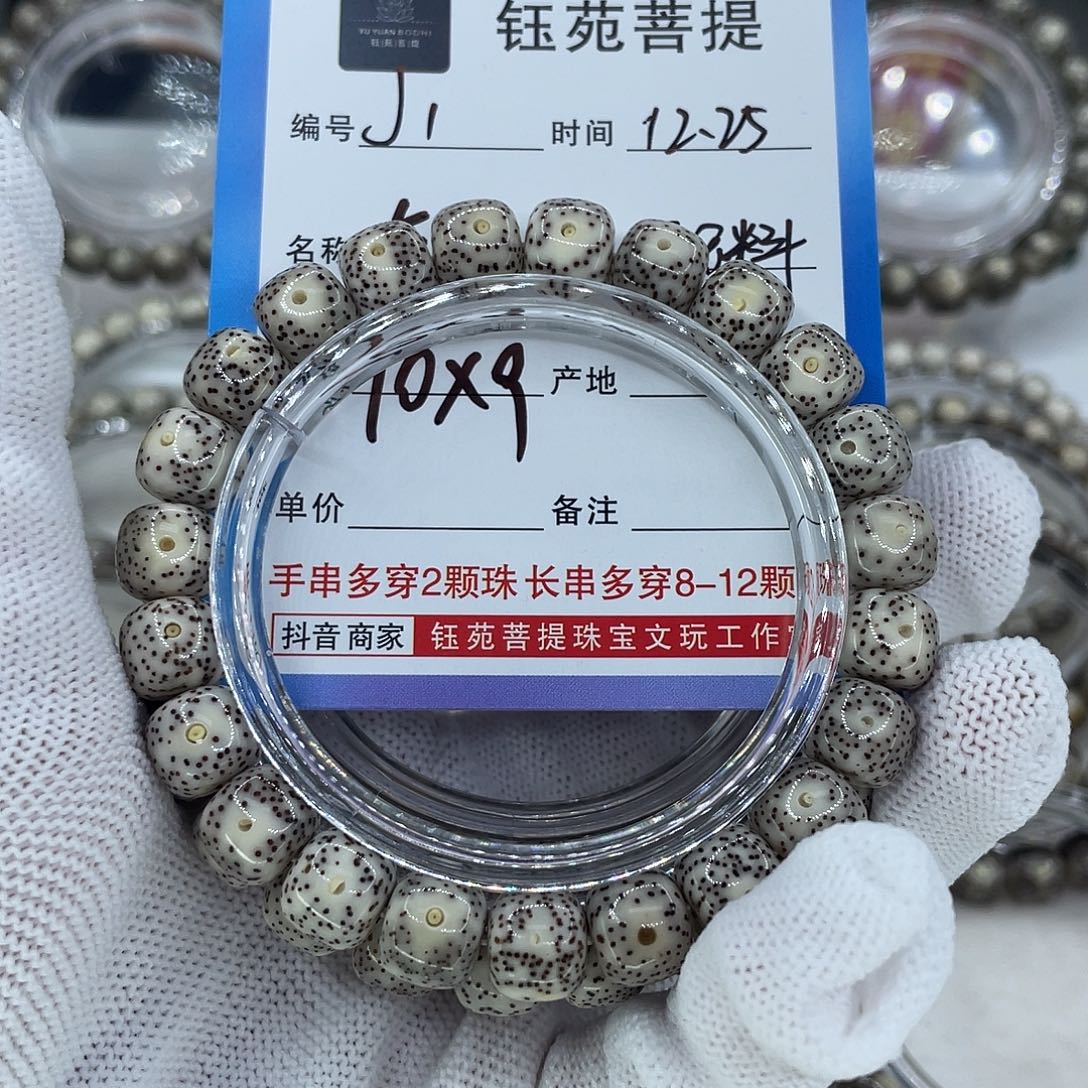 YU YUAN BODHI
钰苑菩提
钰苑菩提
编号 J1 时间 12.25
名称 料
10X9 产地
单价 备注
手串多穿2颗珠 长串多穿8-12颗
抖音商家 钰苑菩提珠宝文玩工作